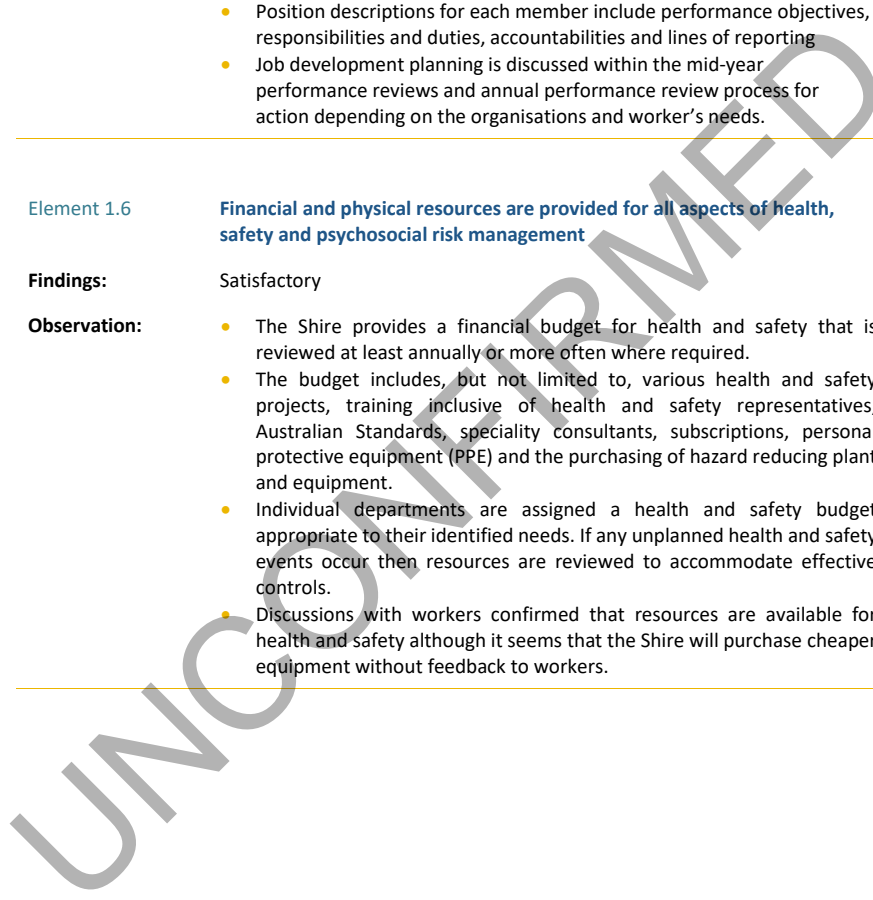 • Position descriptions for each member include performance objectives,
responsibilities and duties, accountabilities and lines of reporting
• Job development planning is discussed within the mid-year
performance reviews and annual performance review process for
action depending on the organisations and worker's needs.
Element 1.6 Financial and physical resources are provided for all aspects of health,
safety and psychosocial risk management
Findings: Satisfactory
Observation: • The Shire provides a financial budget for health and safety that is
reviewed at least annually or more often where required.
• The budget includes, but not limited to, various health and safety
projects, training inclusive of health and safety representatives,
Australian Standards, speciality consultants, subscriptions, persona
protective equipment (PPE) and the purchasing of hazard reducing plant
and equipment.
• Individual departments are assigned a health and safety budget
appropriate to their identified needs. If any unplanned health and safety
events occur then resources are reviewed to accommodate effective
controls.
• Discussions with workers confirmed that resources are available for
health and safety although it seems that the Shire will purchase cheaper
equipment without feedback to workers.
UNCONFIRMED